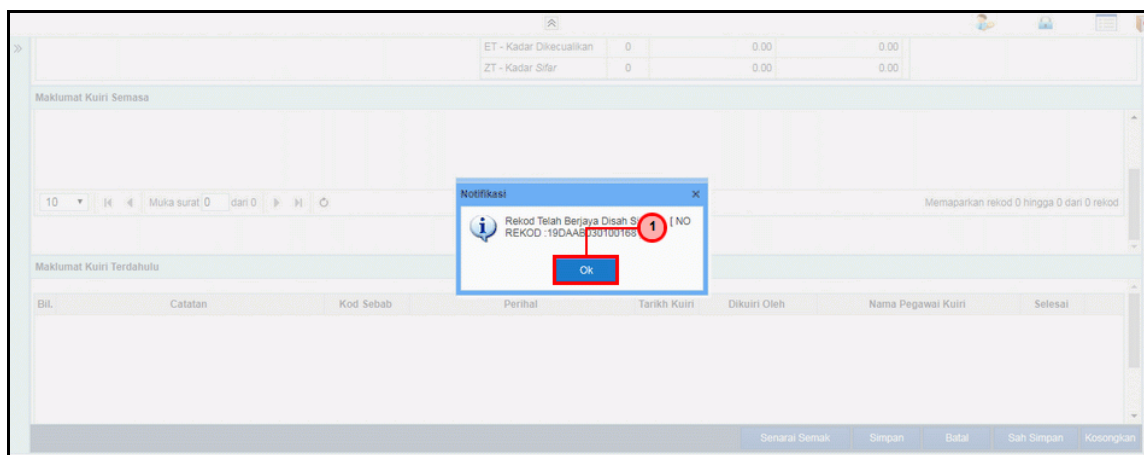 ET - Kadar Dikecualikan 0 0.00 0.00
ZT - Kadar Sifar 0 0.00 0.00
Maklumat Kuiri Semasa
10 Muka surat 0 dari 0 Memaparkan rekod 0 hingga 0 dari 0 rekod
Notifikasi
Rekod Telah Berjaya Disah [ NO
REKOD :19DAAB030100168
1
Ok
Maklumat Kuiri Terdahulu
Bil. Catatan Kod Sebab Perihal Tarikh Kuiri Dikuiri Oleh Nama Pegawai Kuiri Selesai
Senarai Semak Simpan Batal Sah Simpan Kosongkan